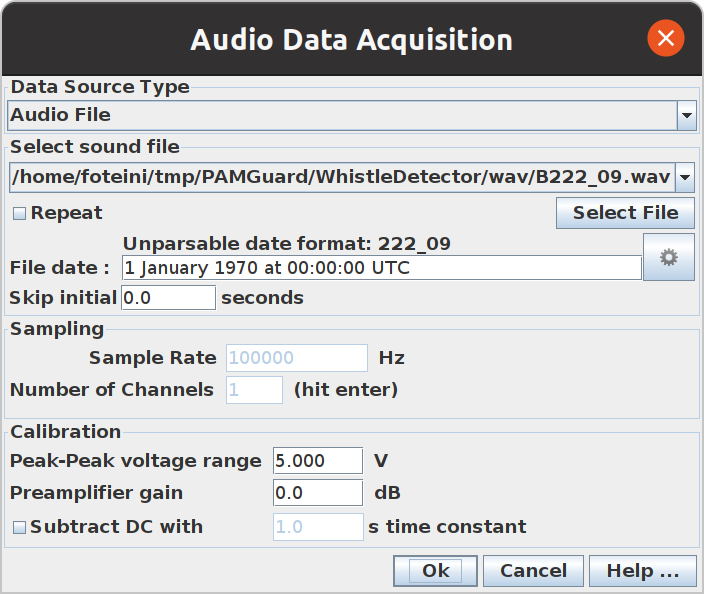 Audio Data Acquisition
Data Source Type
Audio File
Select sound file
/home/foteini/tmp/PAMGuard/WhistleDetector/wav/B222_09.wav
Repeat
Select File
Unparsable date format: 222_09
File date : 1 January 1970 at 00:00:00 UTC
Skip initial 0.0 seconds
Sampling
Sample Rate 100000 Hz
Number of Channels 1 (hit enter)
Calibration
Peak-Peak voltage range 5.000 V
Preamplifier gain 0.0 dB
Subtract DC with 1.0 s time constant
Ok Cancel Help ...